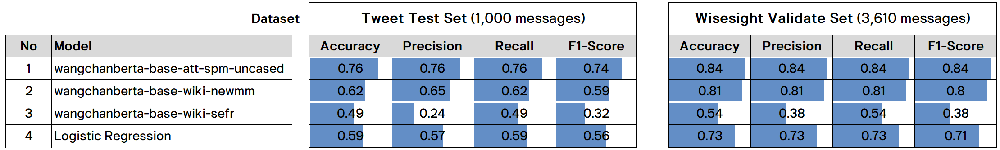 Dataset Tweet Test Set (1,000 messages) Wisesight Validate Set (3,610 messages)
No Model Accuracy Precision Recall F1-Score Accuracy Precision Recall F1-Score
1 wangchanberta-base-att-spm-uncased 0.76 0.76 0.76 0.74 0.84 0.84 0.84 0.84
2 wangchanberta-base-wiki-newmm 0.62 0.65 0.62 0.59 0.81 0.81 0.81 0.8
3 wangchanberta-base-wiki-sefr 0.49 0.24 0.49 0.32 0.54 0.38 0.54 0.38
4 Logistic Regression 0.59 0.57 0.59 0.56 0.73 0.73 0.73 0.71